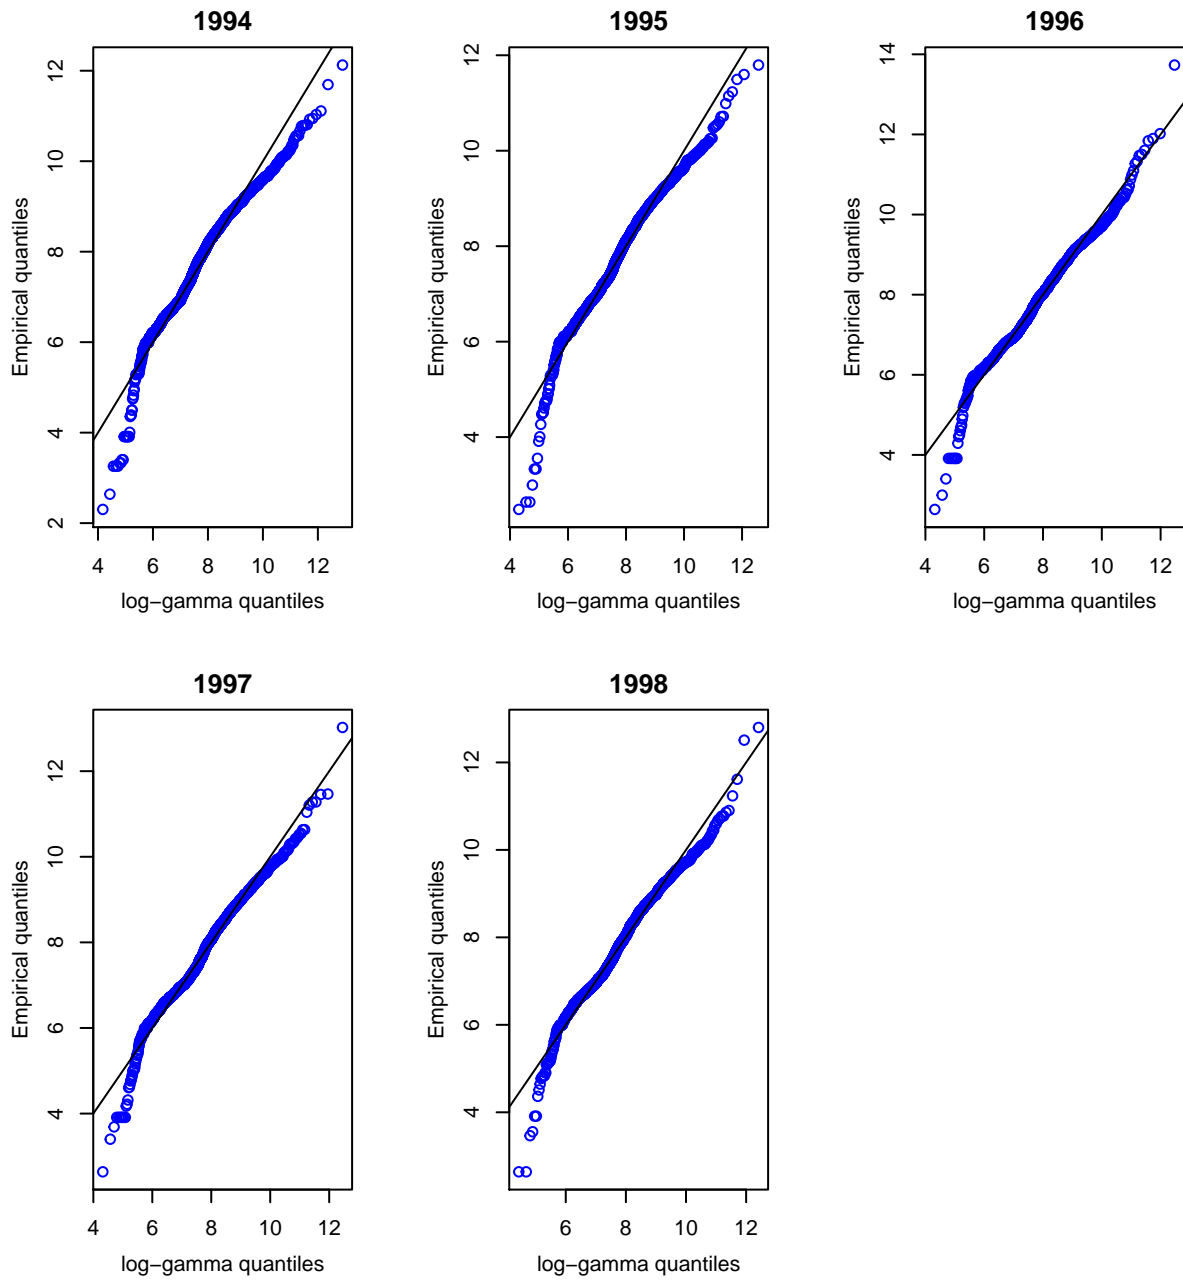 1994
Empirical quantiles
2 4 6 8 10 12
4 6 8 10 12
log−gamma quantiles
1995
Empirical quantiles
4 6 8 10 12
4 6 8 10 12
log−gamma quantiles
1996
Empirical quantiles
4 6 8 10 12 14
4 6 8 10 12
log−gamma quantiles
1997
Empirical quantiles
4 6 8 10 12
4 6 8 10 12
log−gamma quantiles
1998
Empirical quantiles
4 6 8 10 12
6 8 10 12
log−gamma quantiles